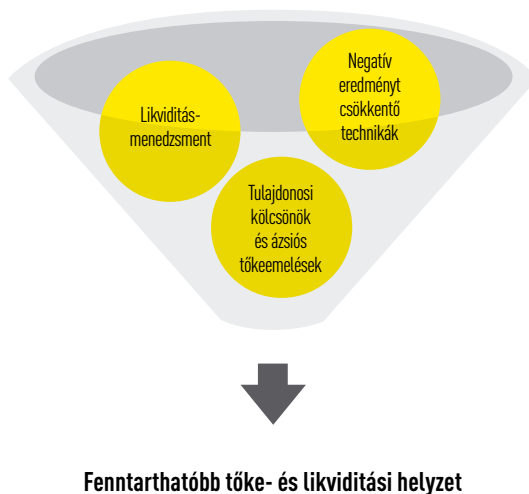 Likviditás-
menedzsment
Negatív
eredményt
csökkentő
technikák
Tulajdonosi
kölcsönök
és ázsiós
tőkeemelések
Fenntarthatóbb tőke- és likviditási helyzet